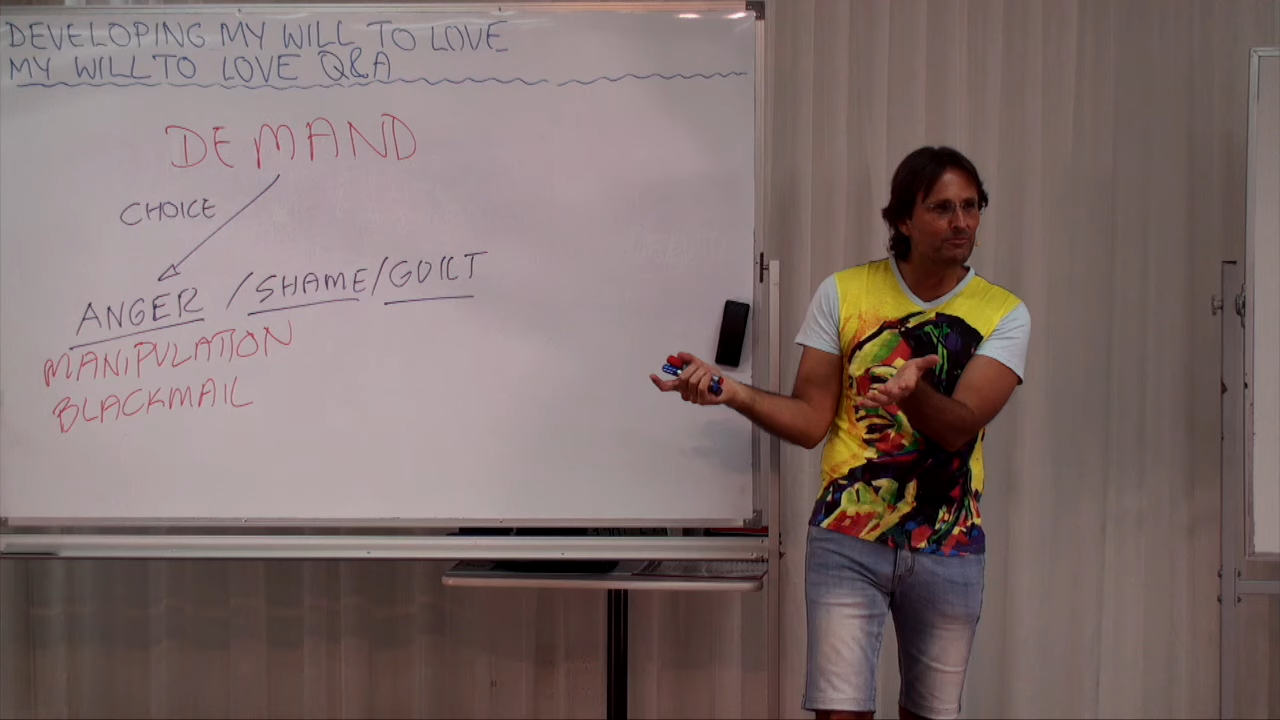 DEVELOPING MY WILL TO LOVE
MY WILL TO LOVE Q&A
DEMAND
CHOICE
ANGER / SHAME / GUILT
MANIPULATION
BLACKMAIL